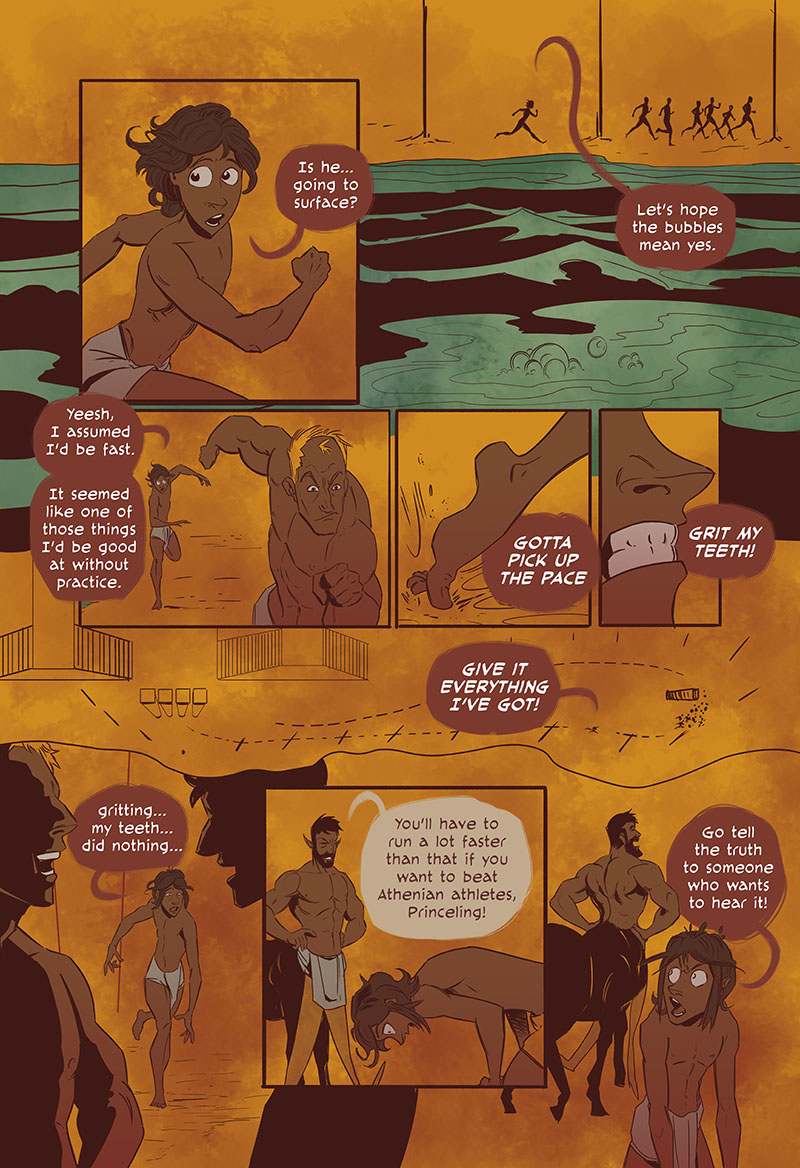 Is he...
going to
surface?
Let's hope
the bubbles
mean yes.
Yeesh,
I assumed
I'd be fast.
It seemed
like one of
those things
I'd be good
at without
practice.
GOTTA
PICK UP
THE PACE
GRIT MY
TEETH!
GIVE IT
EVERYTHING
I'VE GOT!
gritting...
my teeth...
did nothing...
You'll have to
run a lot faster
than that if you
want to beat
Athenian athletes,
Princeling!
Go tell
the truth
to someone
who wants
to hear it!